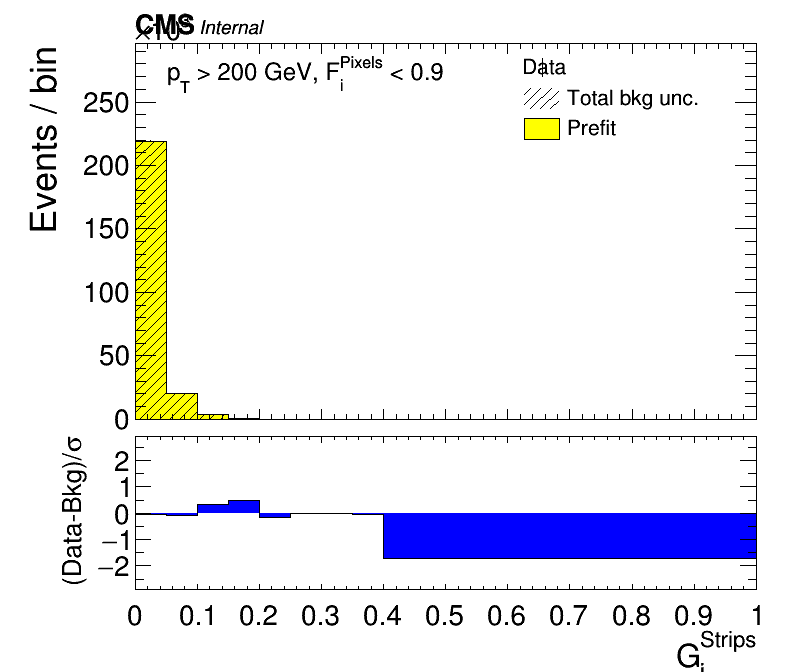 CMS Internal
×10³
p_T > 200 GeV, F_i^Pixels < 0.9
Data
Total bkg unc.
Prefit
Events / bin
250
200
150
100
50
0
(Data-Bkg)/σ
2
1
0
−1
−2
0 0.1 0.2 0.3 0.4 0.5 0.6 0.7 0.8 0.9 1
G_i^Strips